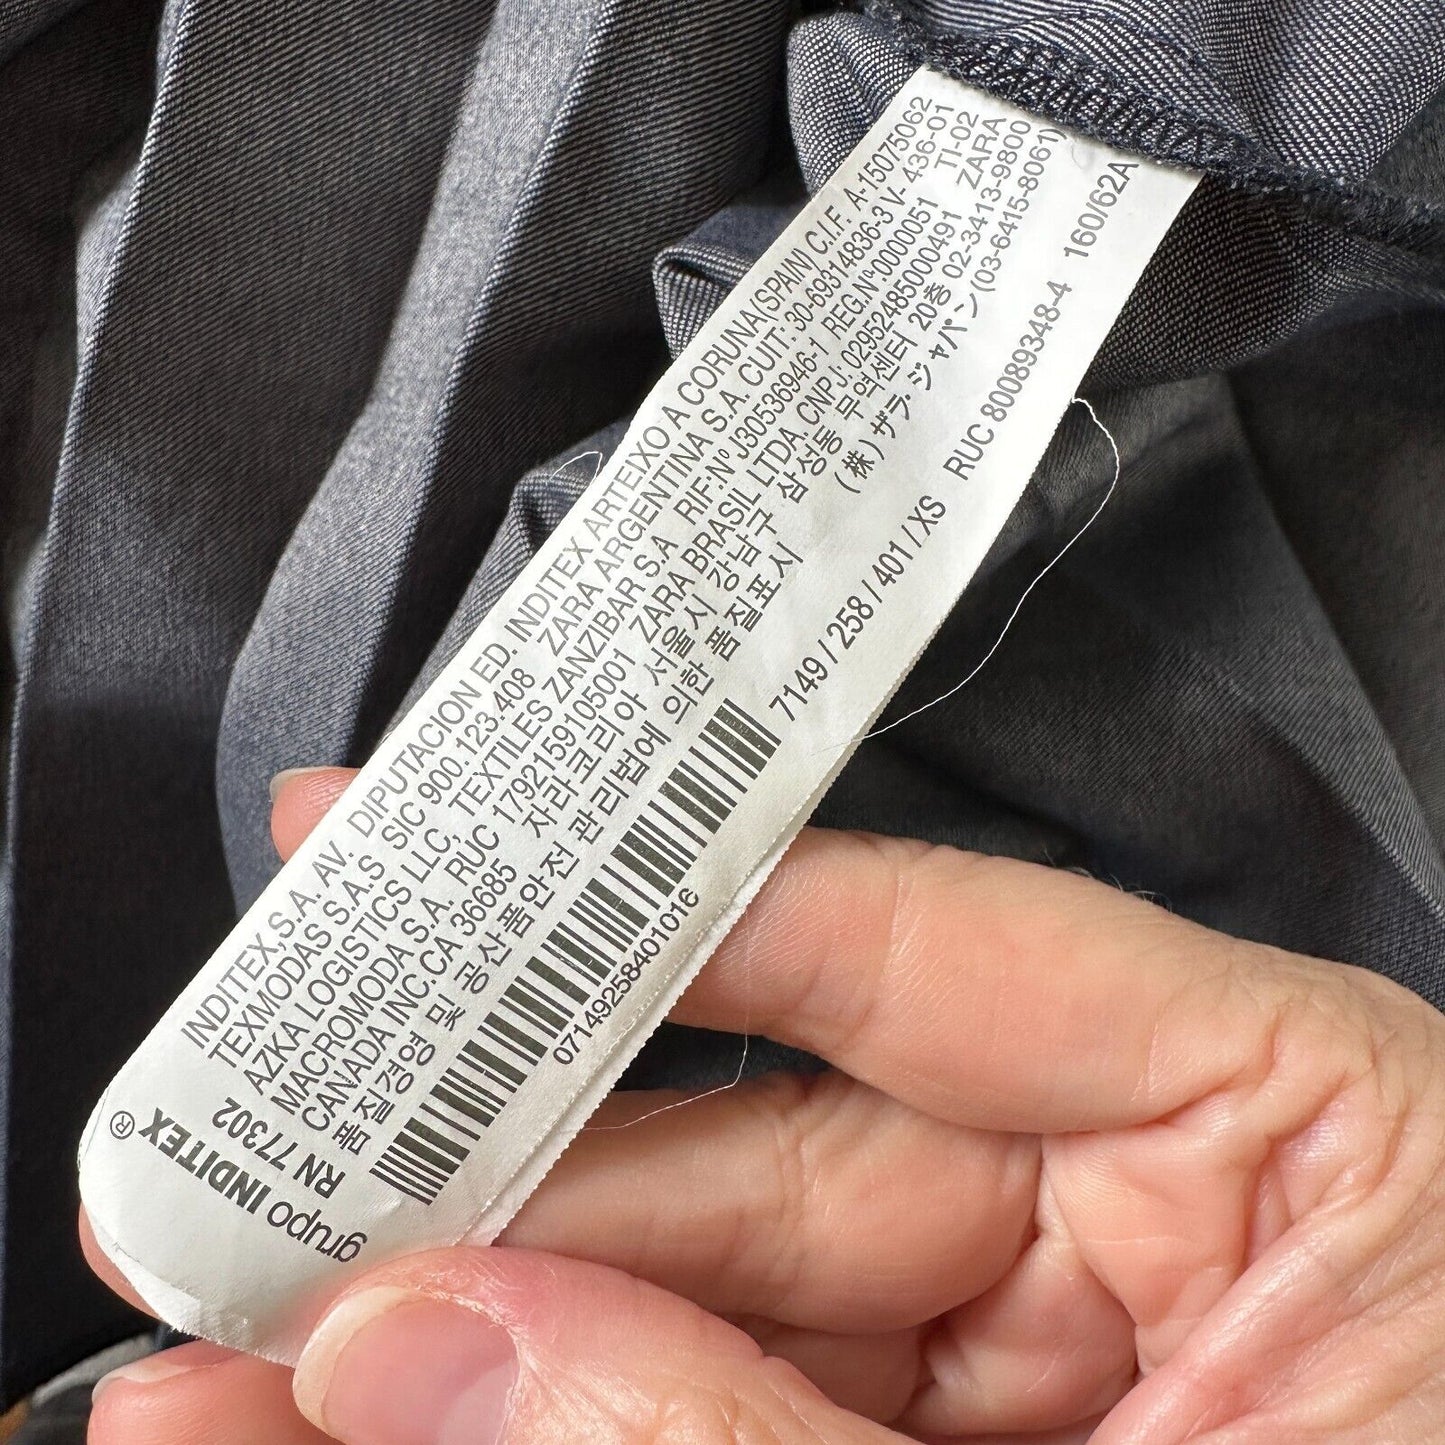 INDITEX,S.A. AV. DIPUTACION ED. INDITEX ARTEIXO A CORUNA(SPAIN) C.I.F. A-15075062
TEXMODAS S.A.S SIC 900.123.408 ZARA ARGENTINA S.A. CUIT: 30-69314836-3 V- 436-01
AZKA LOGISTICS LLC, TEXTILES ZANZIBAR S.A RIF-Nº J30536946-1 REG.Nº:0000051 TI-02
MACROMODA S.A. RUC 1792159105001 ZARA BRASIL LTDA CNPJ: 02952485000491 ZARA
CANADA INC. CA 36685 자라코리아 서울시 강남구 삼성동 무역센터 20층 02-3413-9800
품질경영 및 공산품안전 관리법에 의한 품질표시 (株) ザラ・ジャパン(03-6415-8061)
7149 / 258 / 401 / XS RUC 80089348-4 160/62A
07149258401016
RN 77302
grupo INDITEX ®